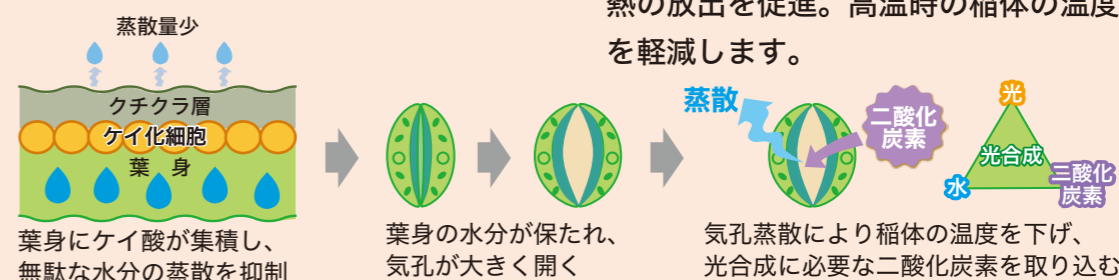 熱の放出を促進。高温時の稲体の温度
を軽減します。
蒸散量少
クチクラ層
ケイ化細胞
葉 身
葉身にケイ酸が集積し、
無駄な水分の蒸散を抑制
葉身の水分が保たれ、
気孔が大きく開く
蒸散
二酸化
炭素
光
光合成
水
二酸化
炭素
気孔蒸散により稲体の温度を下げ、
光合成に必要な二酸化炭素を取り込む